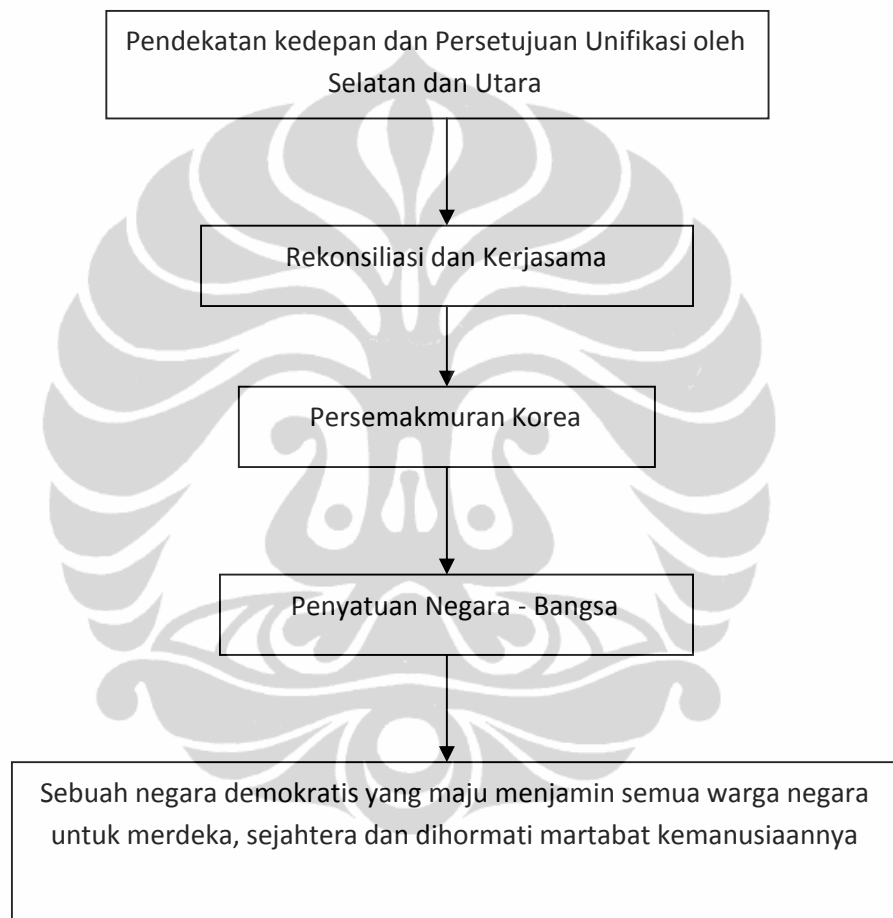 Pendekatan kedepan dan Persetujuan Unifikasi oleh
Selatan dan Utara
Rekonsiliasi dan Kerjasama
Persemakmuran Korea
Penyatuan Negara - Bangsa
Sebuah negara demokratis yang maju menjamin semua warga negara
untuk merdeka, sejahtera dan dihormati martabat kemanusiaannya